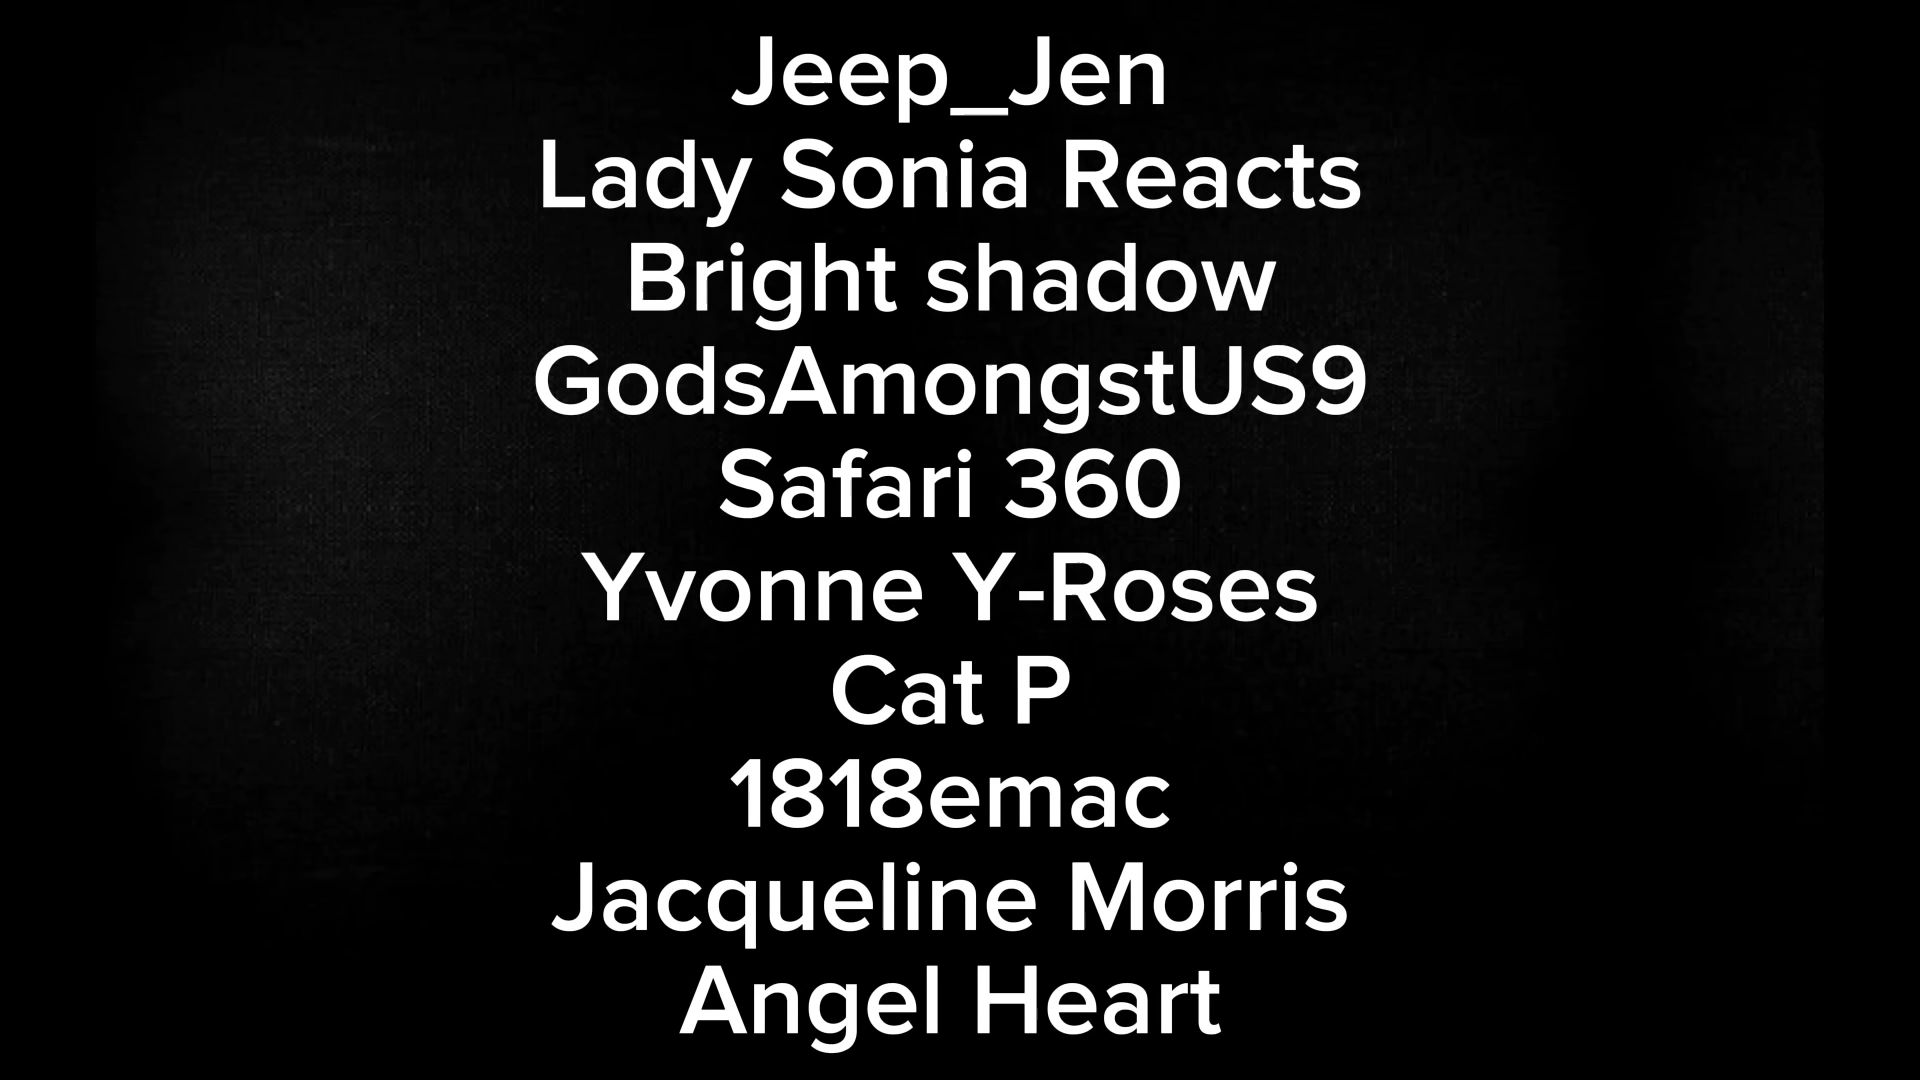 Jeep_Jen
Lady Sonia Reacts
Bright shadow
GodsAmongstUS9
Safari 360
Yvonne Y-Roses
Cat P
1818emac
Jacqueline Morris
Angel Heart